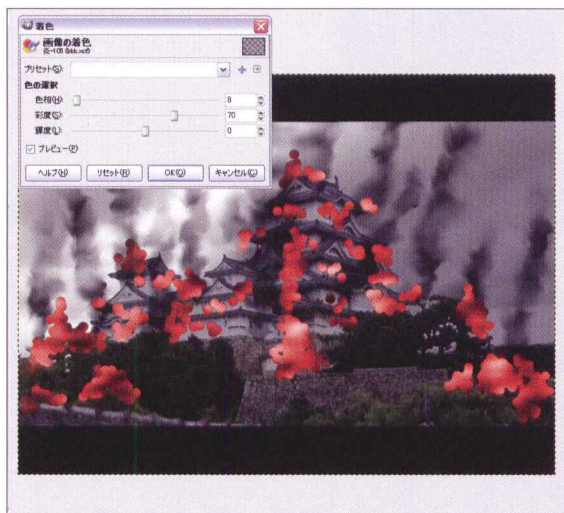 着色
画像の着色
プリセット(S):
色の選択
色相(H): 8
彩度(S): 70
輝度(L): 0
プレビュー(P)
ヘルプ(H) リセット(R) OK(O) キャンセル(C)